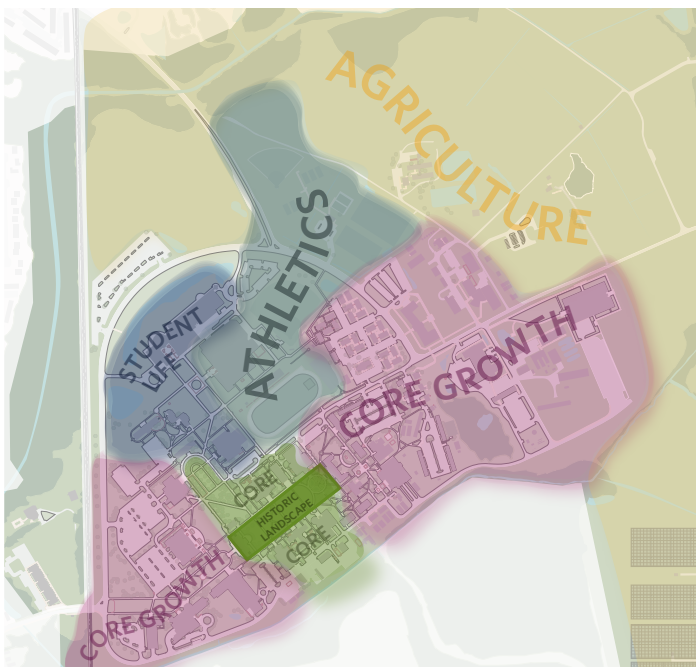 AGRICULTURE
ATHLETICS
STUDENT
LIFE
CORE GROWTH
CORE
HISTORIC
LANDSCAPE
CORE
CORE GROWTH